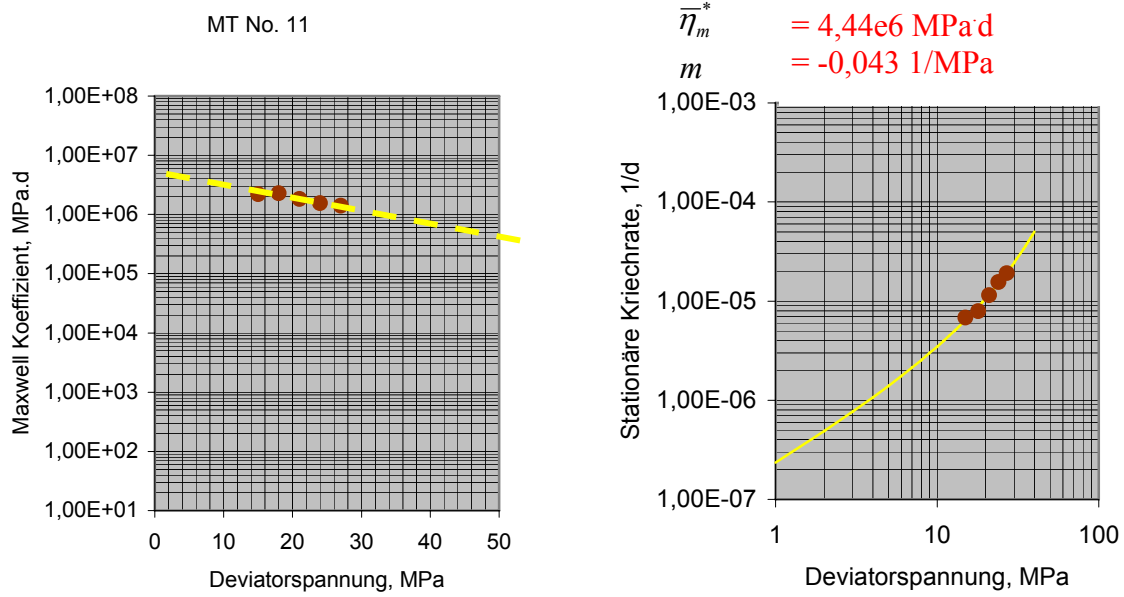 MT No. 11
1,00E+08
1,00E+07
1,00E+06
1,00E+05
1,00E+04
1,00E+03
1,00E+02
1,00E+01
Maxwell Koeffizient, MPa.d
0 10 20 30 40 50
Deviatorspannung, MPa
η̅*m = 4,44e6 MPa·d
m = -0,043 1/MPa
1,00E-03
1,00E-04
1,00E-05
1,00E-06
1,00E-07
Stationäre Kriechrate, 1/d
1 10 100
Deviatorspannung, MPa